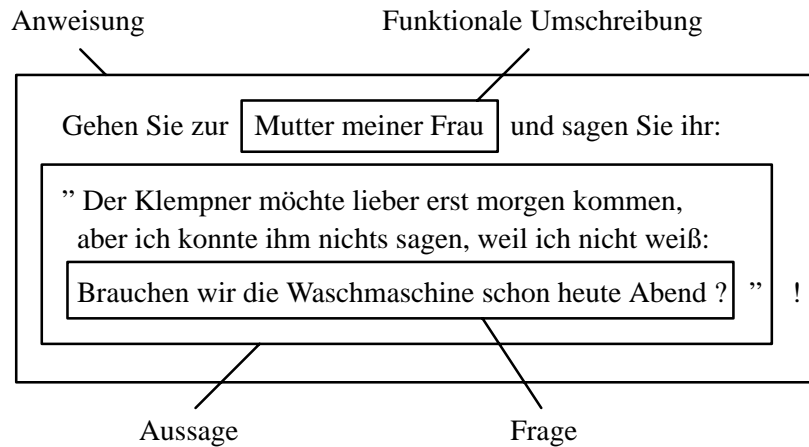 Anweisung Funktionale Umschreibung
Gehen Sie zur Mutter meiner Frau und sagen Sie ihr:
” Der Klempner möchte lieber erst morgen kommen,
aber ich konnte ihm nichts sagen, weil ich nicht weiß:
Brauchen wir die Waschmaschine schon heute Abend ? ” !
Aussage Frage